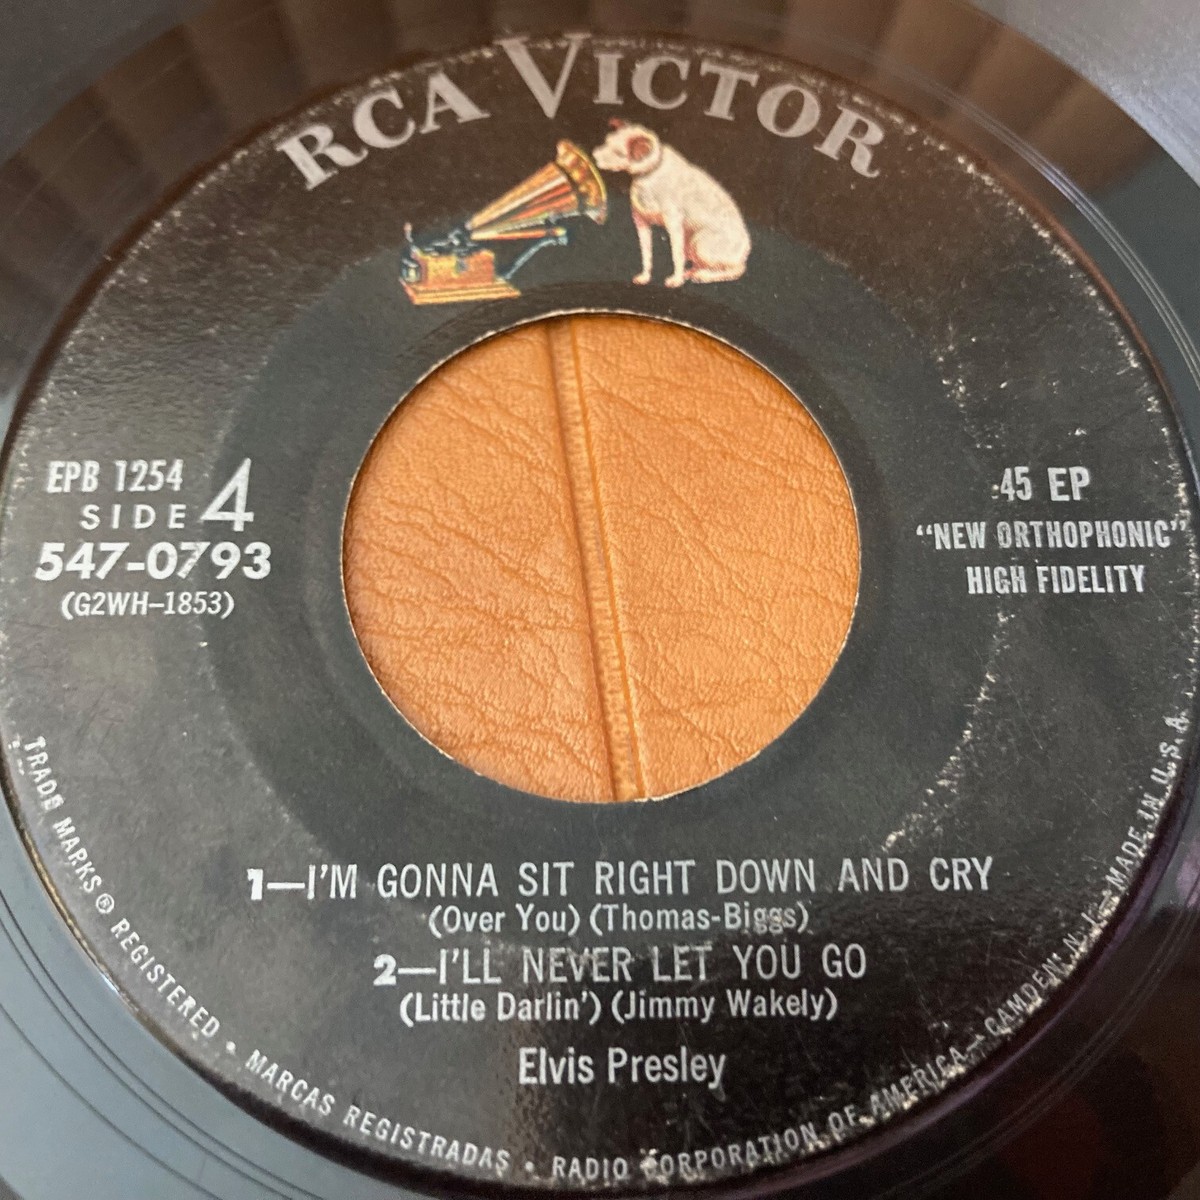 RCA VICTOR
EPB 1254
SIDE 4
547-0793
(G2WH-1853)
45 EP
"NEW ORTHOPHONIC"
HIGH FIDELITY
1—I'M GONNA SIT RIGHT DOWN AND CRY
(Over You) (Thomas-Biggs)
2—I'LL NEVER LET YOU GO
(Little Darlin') (Jimmy Wakely)
Elvis Presley
TRADE MARKS ® REGISTERED • MARCAS REGISTRADAS • RADIO CORPORATION OF AMERICA—CAMDEN, N.J.—MADE IN U.S.A.